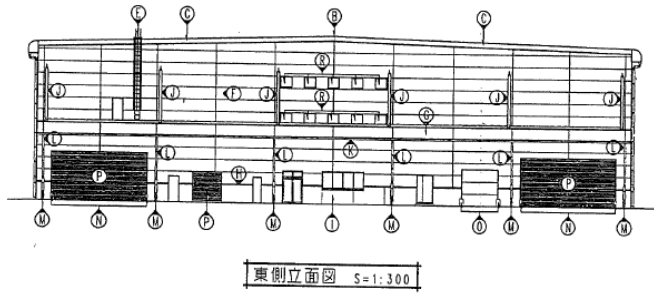 E C B C
R
J J F J R J J J
G
L L K L L L
P H P P
M N M P M I M O M N M
東側立面図 S=1:300